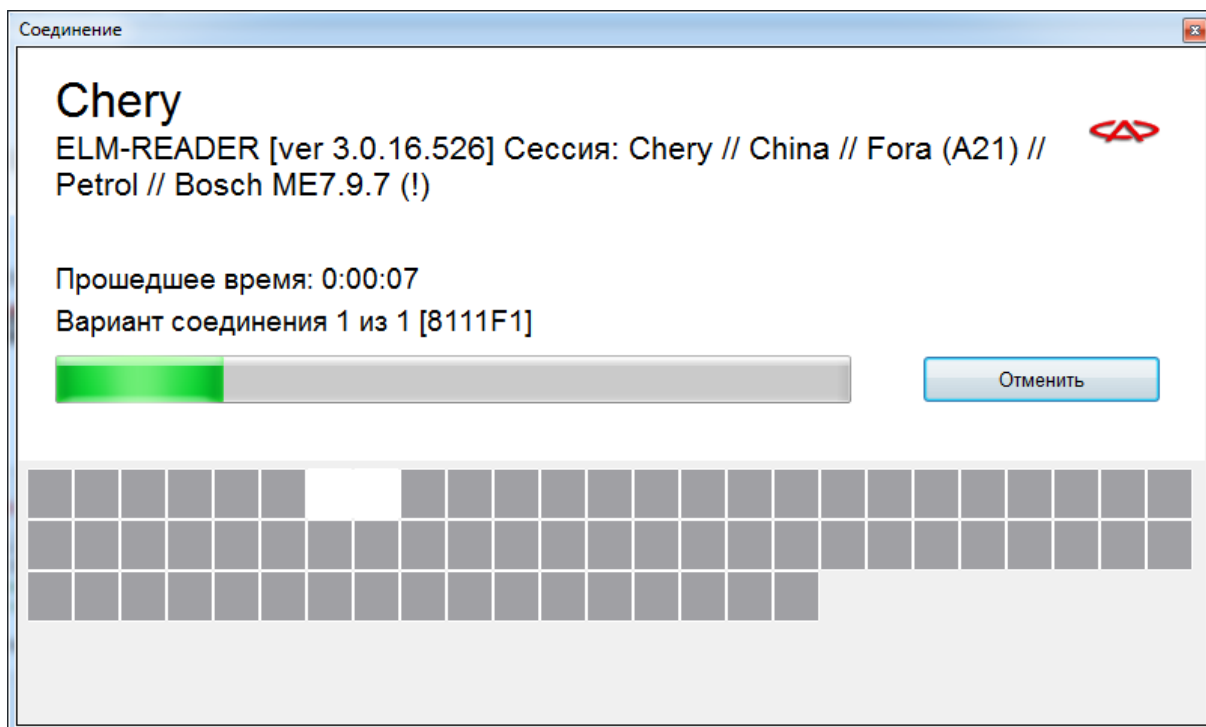 Соединение
Chery
ELM-READER [ver 3.0.16.526] Сессия: Chery // China // Fora (A21) //
Petrol // Bosch ME7.9.7 (!)
Прошедшее время: 0:00:07
Вариант соединения 1 из 1 [8111F1]
Отменить